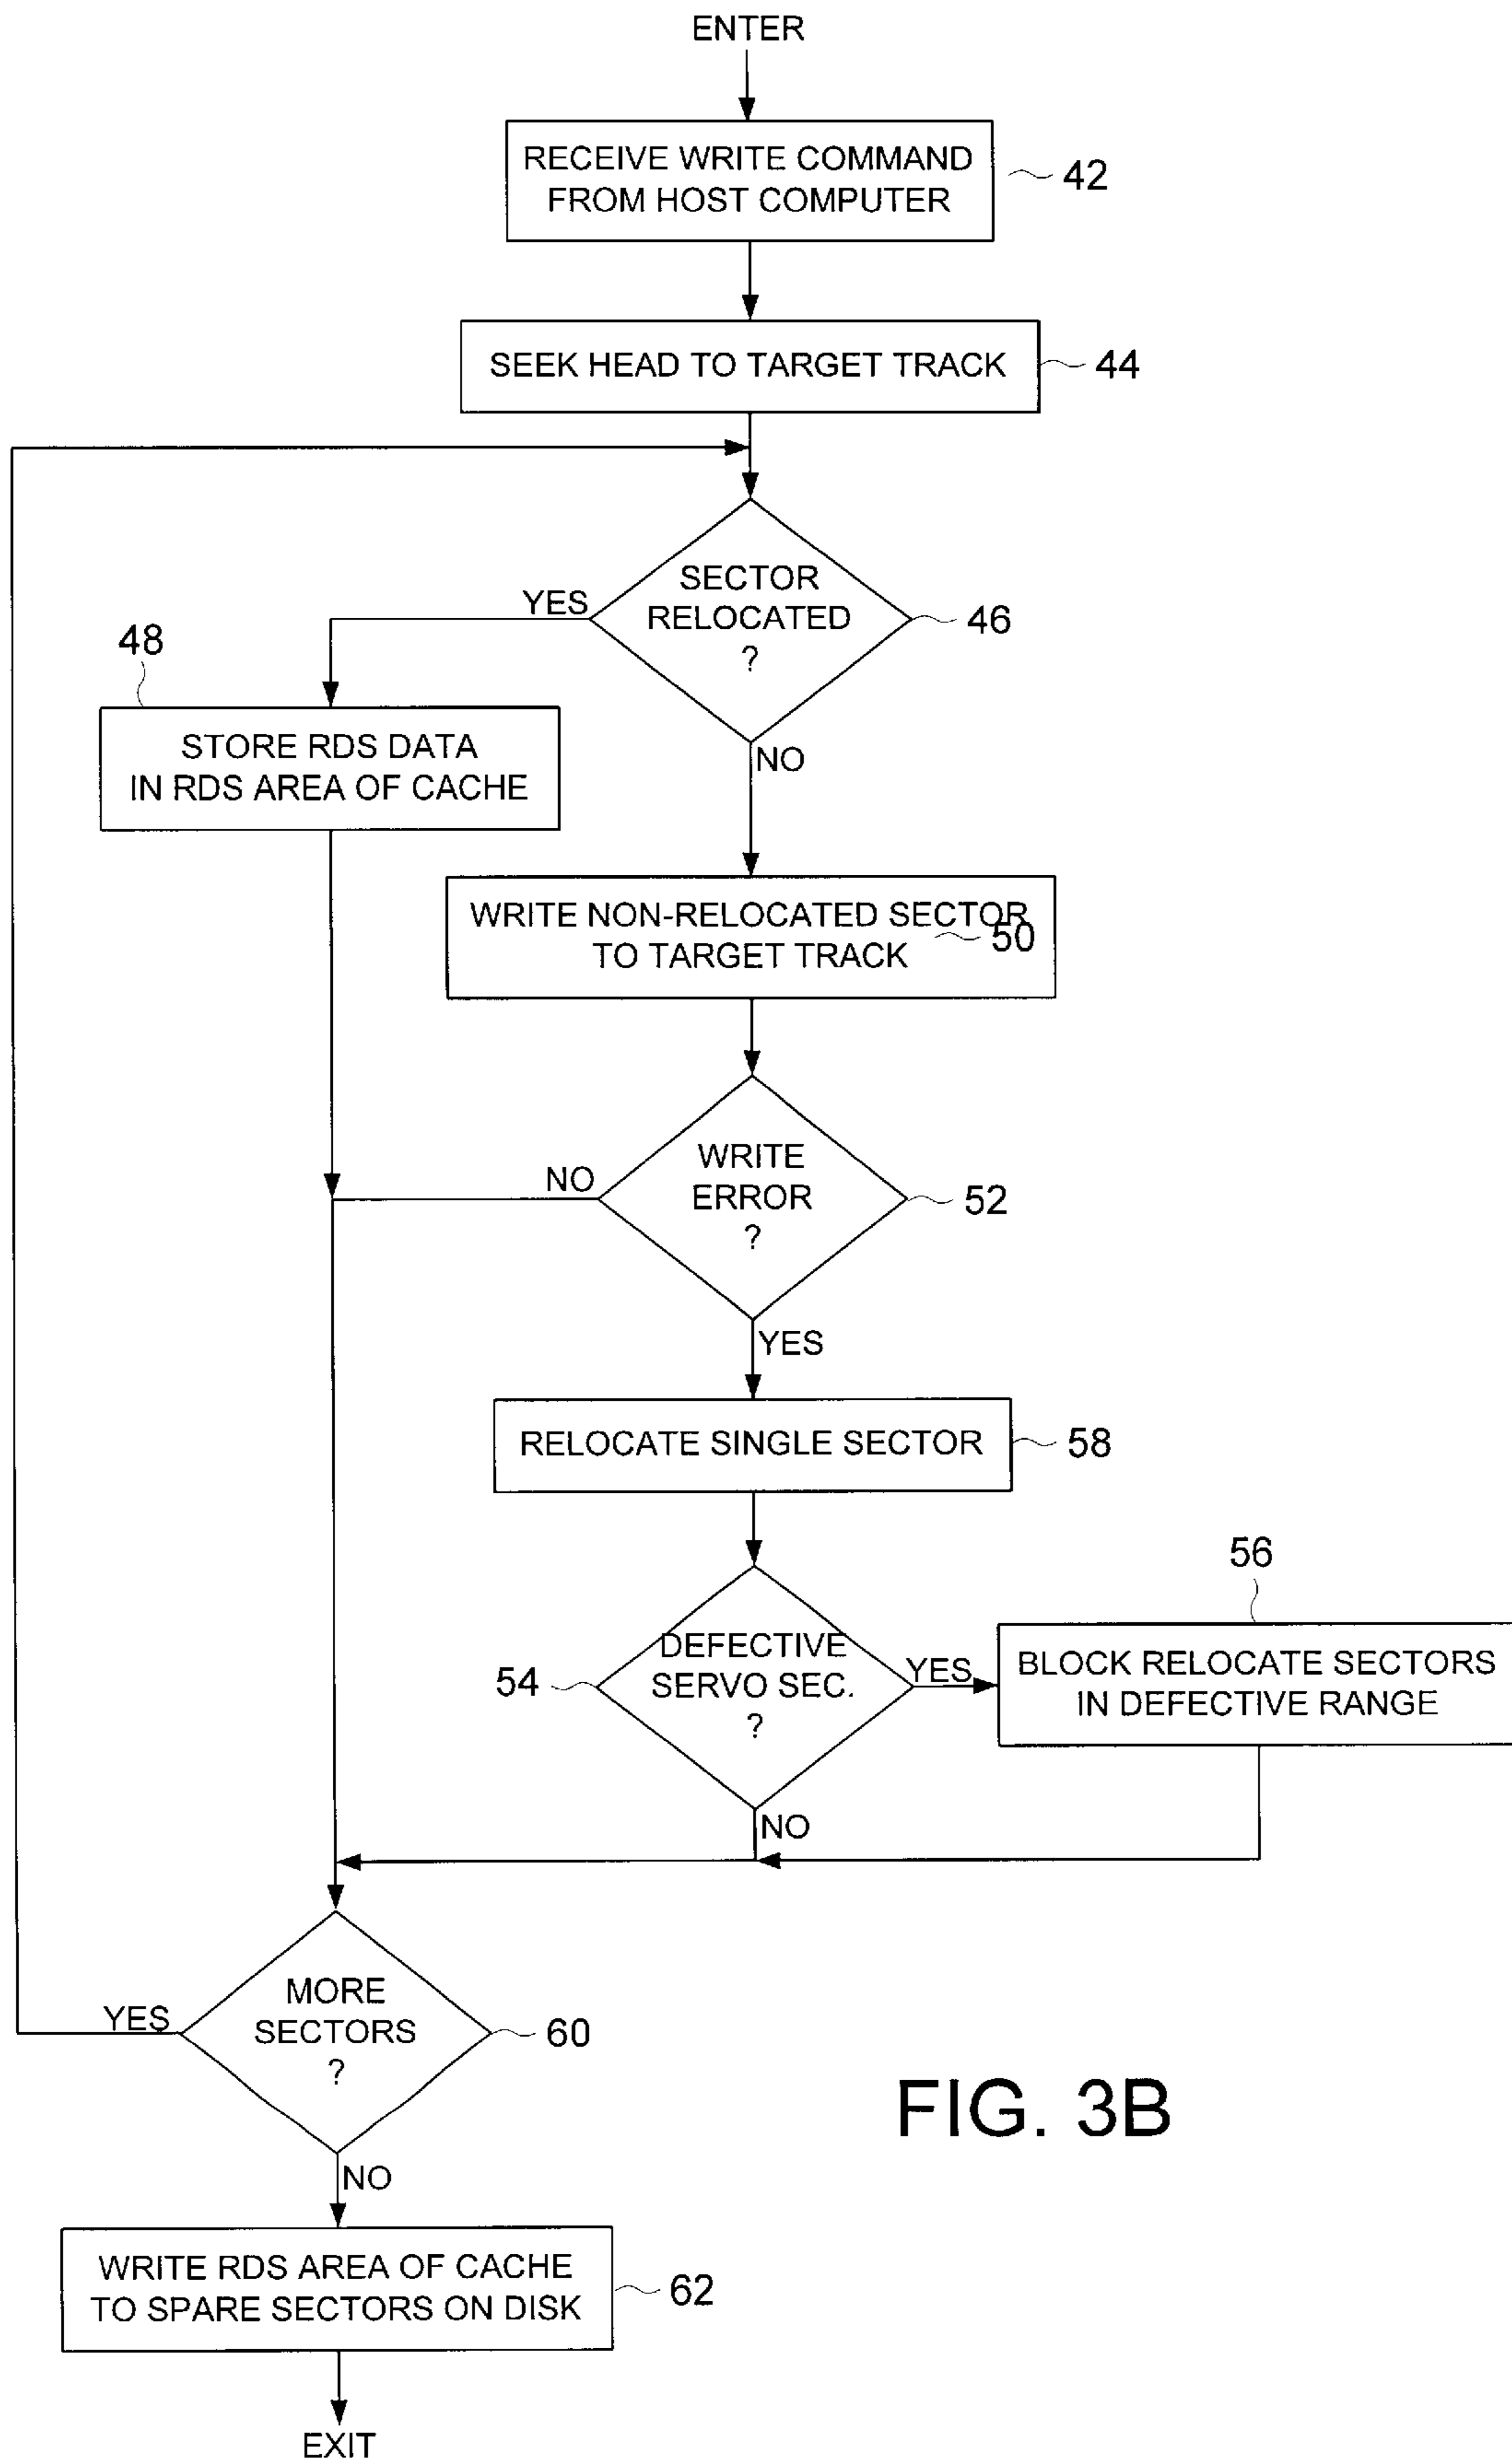 ENTER
RECEIVE WRITE COMMAND
FROM HOST COMPUTER
42
SEEK HEAD TO TARGET TRACK
44
SECTOR
RELOCATED
?
46
YES
NO
48
STORE RDS DATA
IN RDS AREA OF CACHE
WRITE NON-RELOCATED SECTOR
TO TARGET TRACK
50
WRITE
ERROR
?
52
NO
YES
RELOCATE SINGLE SECTOR
58
DEFECTIVE
SERVO SEC.
?
54
YES
NO
56
BLOCK RELOCATE SECTORS
IN DEFECTIVE RANGE
MORE
SECTORS
?
60
YES
NO
WRITE RDS AREA OF CACHE
TO SPARE SECTORS ON DISK
62
EXIT
FIG. 3B